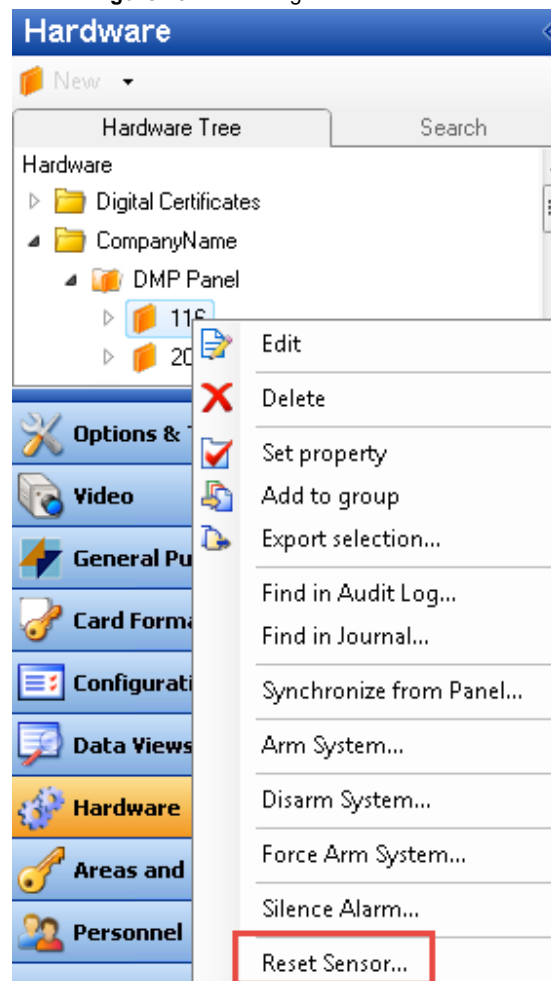 Hardware
New
Hardware Tree Search
Hardware
Digital Certificates
CompanyName
DMP Panel
116
20
Edit
Delete
Set property
Add to group
Export selection...
Find in Audit Log...
Find in Journal...
Synchronize from Panel...
Arm System...
Disarm System...
Force Arm System...
Silence Alarm...
Reset Sensor...
Options &
Video
General Pu
Card Forma
Configurati
Data Views
Hardware
Areas and
Personnel